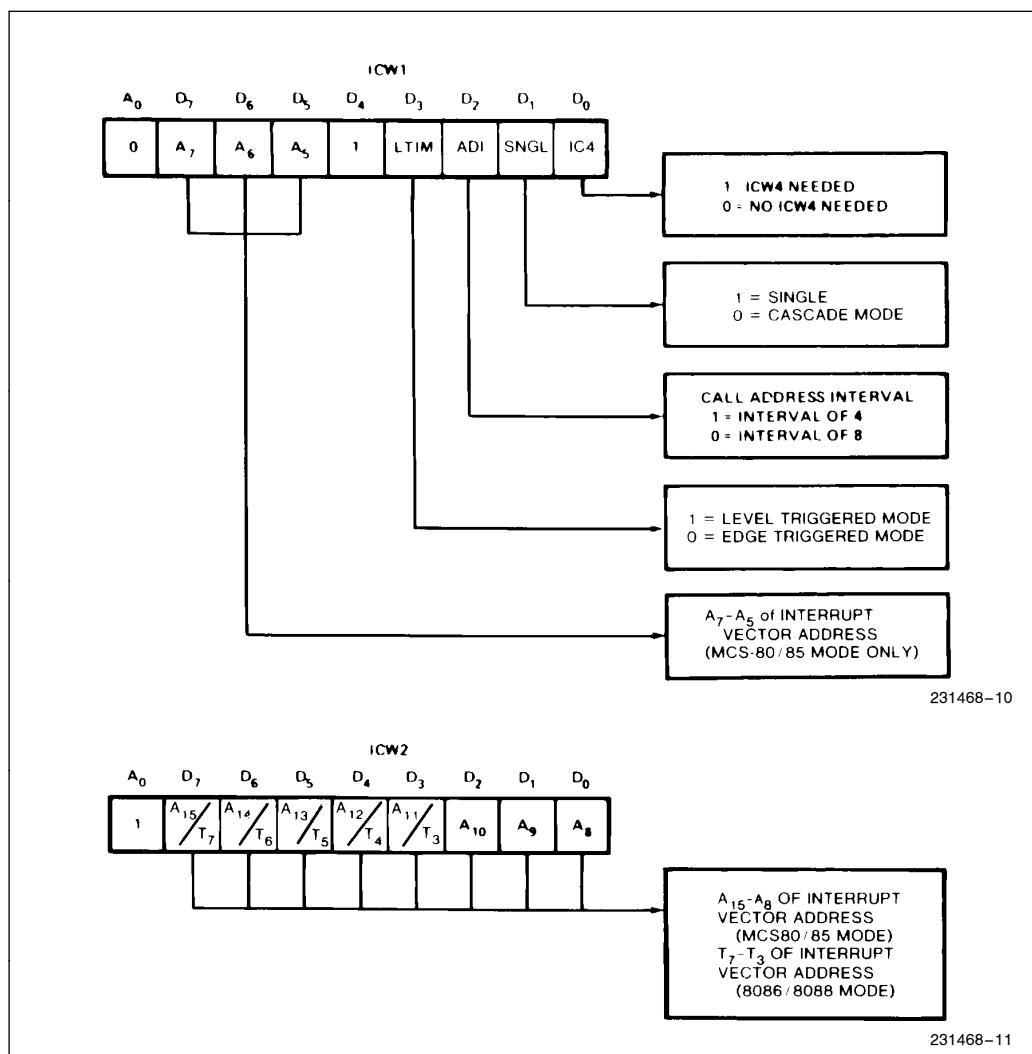 ICW1
A0 D7 D6 D5 D4 D3 D2 D1 D0
0 A7 A6 A5 1 LTIM ADI SNGL IC4
1 ICW4 NEEDED
0 = NO ICW4 NEEDED
1 = SINGLE
0 = CASCADE MODE
CALL ADDRESS INTERVAL
1 = INTERVAL OF 4
0 = INTERVAL OF 8
1 = LEVEL TRIGGERED MODE
0 = EDGE TRIGGERED MODE
A7-A5 of INTERRUPT
VECTOR ADDRESS
(MCS-80/85 MODE ONLY)
231468-10
ICW2
A0 D7 D6 D5 D4 D3 D2 D1 D0
1 A15/T7 A14/T6 A13/T5 A12/T4 A11/T3 A10 A9 A8
A15-A8 OF INTERRUPT
VECTOR ADDRESS
(MCS80/85 MODE)
T7-T3 OF INTERRUPT
VECTOR ADDRESS
(8086/8088 MODE)
231468-11